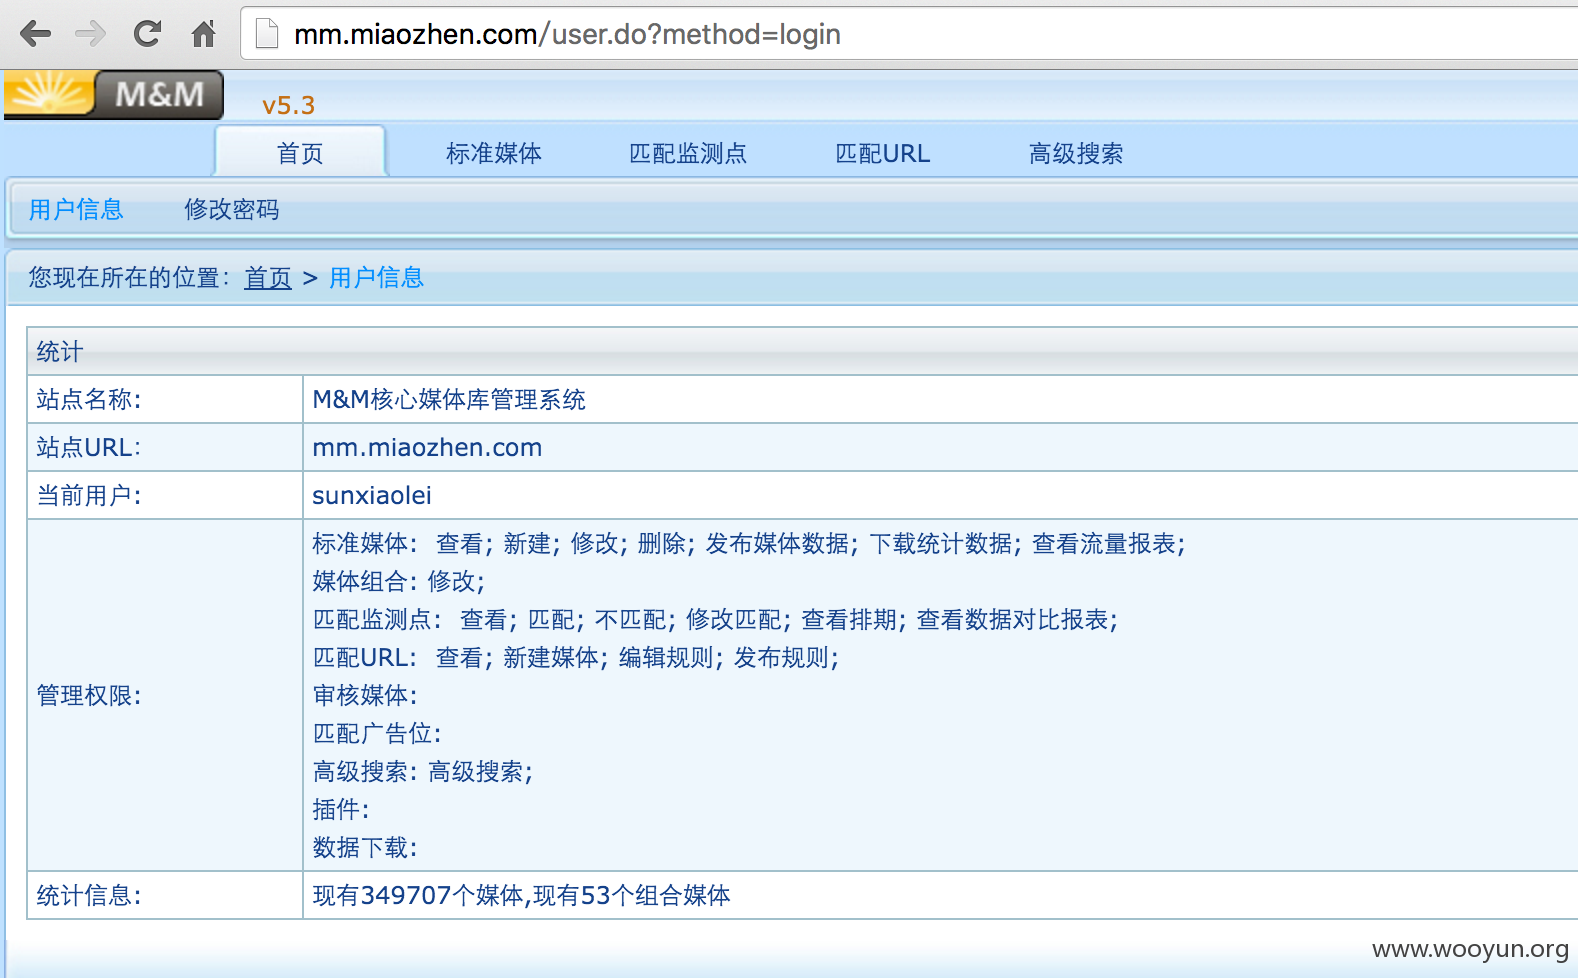 mm.miaozhen.com/user.do?method=login
M&M v5.3
首页 标准媒体 匹配监测点 匹配URL 高级搜索
用户信息 修改密码
您现在所在的位置: 首页 > 用户信息
统计
站点名称: M&M核心媒体库管理系统
站点URL: mm.miaozhen.com
当前用户: sunxiaolei
管理权限:
标准媒体: 查看; 新建; 修改; 删除; 发布媒体数据; 下载统计数据; 查看流量报表;
媒体组合: 修改;
匹配监测点: 查看; 匹配; 不匹配; 修改匹配; 查看排期; 查看数据对比报表;
匹配URL: 查看; 新建媒体; 编辑规则; 发布规则;
审核媒体:
匹配广告位:
高级搜索: 高级搜索;
插件:
数据下载:
统计信息: 现有349707个媒体,现有53个组合媒体
www.wooyun.org